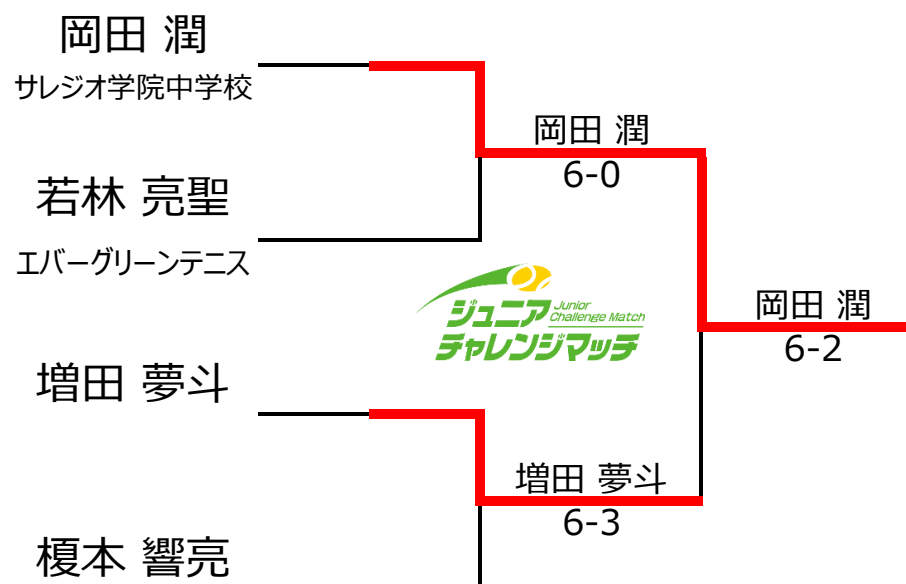 岡田 潤
サレジオ学院中学校
岡田 潤
6-0
若林 亮聖
エバーグリーンテニス
ジュニア Junior Challenge Match
チャレンジマッチ
岡田 潤
6-2
増田 夢斗
増田 夢斗
6-3
榎本 響亮